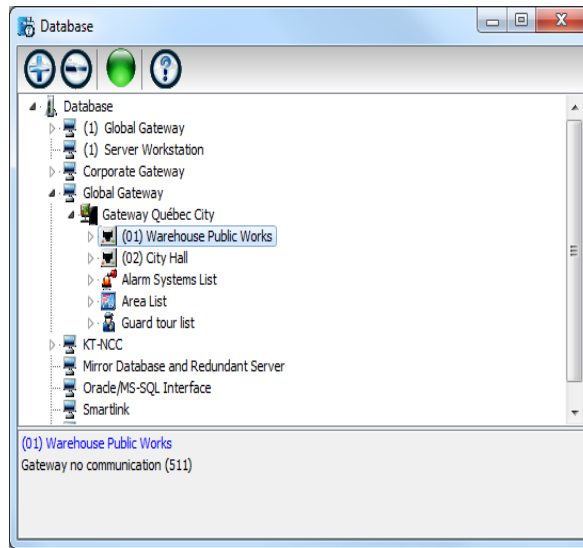 Database
Database
(1) Global Gateway
(1) Server Workstation
Corporate Gateway
Global Gateway
Gateway Québec City
(01) Warehouse Public Works
(02) City Hall
Alarm Systems List
Area List
Guard tour list
KT-NCC
Mirror Database and Redundant Server
Oracle/MS-SQL Interface
Smartlink
(01) Warehouse Public Works
Gateway no communication (511)